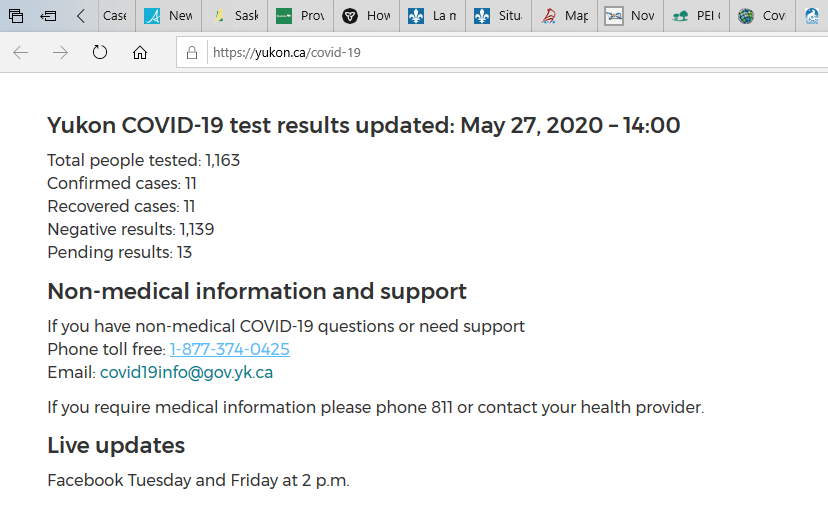 Case
New
Sask
Prov
How
La m
Situ
Map
Nov
PEI
Cov
https://yukon.ca/covid-19
Yukon COVID-19 test results updated: May 27, 2020 – 14:00
Total people tested: 1,163
Confirmed cases: 11
Recovered cases: 11
Negative results: 1,139
Pending results: 13
Non-medical information and support
If you have non-medical COVID-19 questions or need support
Phone toll free: 1-877-374-0425
Email: covid19info@gov.yk.ca
If you require medical information please phone 811 or contact your health provider.
Live updates
Facebook Tuesday and Friday at 2 p.m.